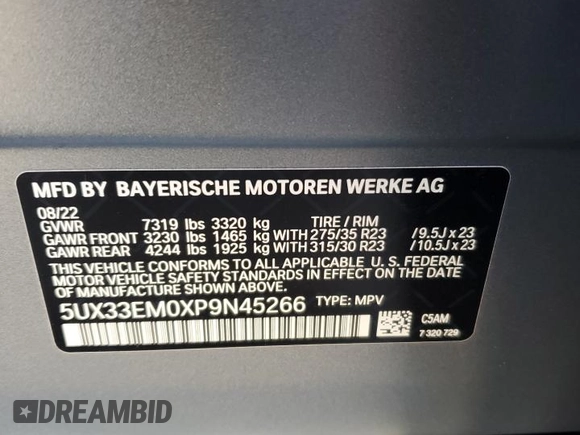 MFD BY BAYERISCHE MOTOREN WERKE AG
08/22
GVWR 7319 lbs 3320 kg TIRE / RIM
GAWR FRONT 3230 lbs 1465 kg WITH 275/35 R23 /9.5J x 23
GAWR REAR 4244 lbs 1925 kg WITH 315/30 R23 /10.5J x 23
THIS VEHICLE CONFORMS TO ALL APPLICABLE U. S. FEDERAL
MOTOR VEHICLE SAFETY STANDARDS IN EFFECT ON THE DATE
OF MANUFACTURE SHOWN ABOVE.
5UX33EM0XP9N45266 TYPE: MPV
C5AM
7 320 729
DREAMBID